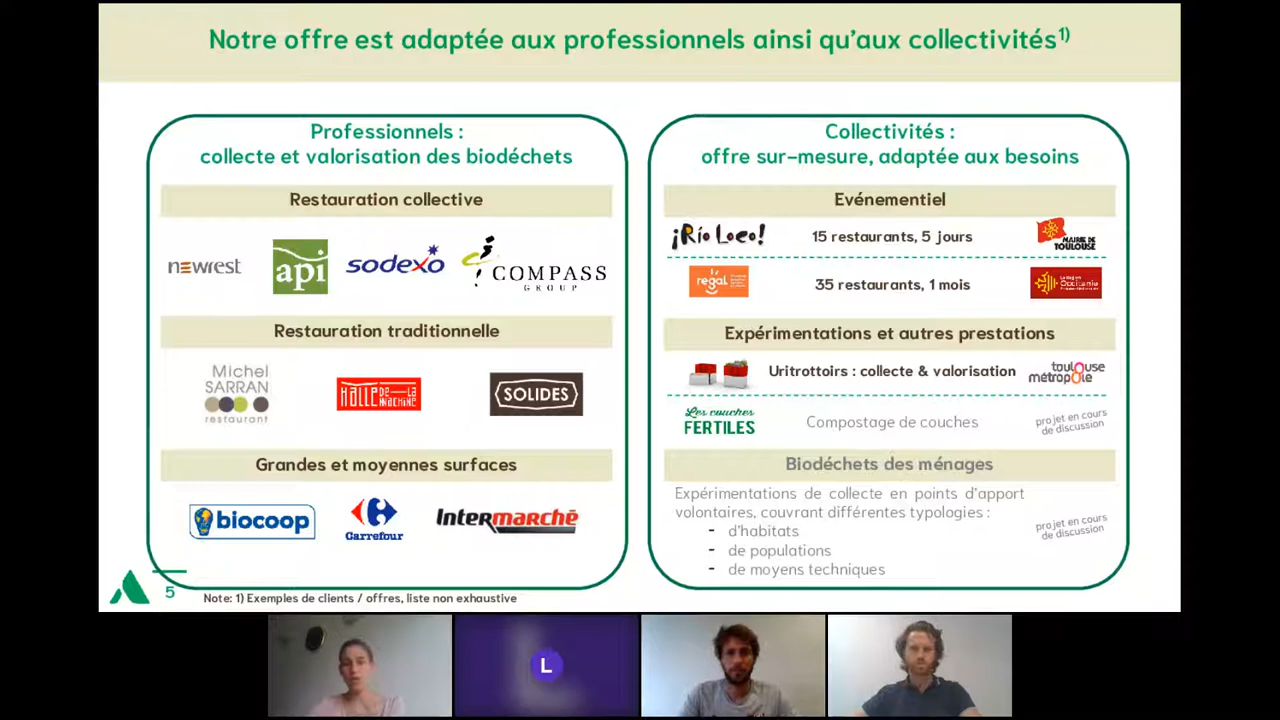 Notre offre est adaptée aux professionnels ainsi qu'aux collectivités1)
Professionnels :
collecte et valorisation des biodéchets
Restauration collective
newrest
api
sodexo
COMPASS
GROUP
Restauration traditionnelle
Michel
SARRAN
restaurant
HALLE DE LA MACHINE
SOLIDES
Grandes et moyennes surfaces
biocoop
Carrefour
Intermarché
Collectivités :
offre sur-mesure, adaptée aux besoins
Evénementiel
¡Río Loco!
15 restaurants, 5 jours
MAIRIE DE
TOULOUSE
regal
35 restaurants, 1 mois
La Région
Occitanie
Expérimentations et autres prestations
Uritrottoirs : collecte & valorisation
toulouse
métropole
Les couches
FERTILES
Compostage de couches
projet en cours
de discussion
Biodéchets des ménages
Expérimentations de collecte en points d'apport
volontaires, couvrant différentes typologies :
- d'habitats
- de populations
- de moyens techniques
projet en cours
de discussion
5
Note: 1) Exemples de clients / offres, liste non exhaustive
L